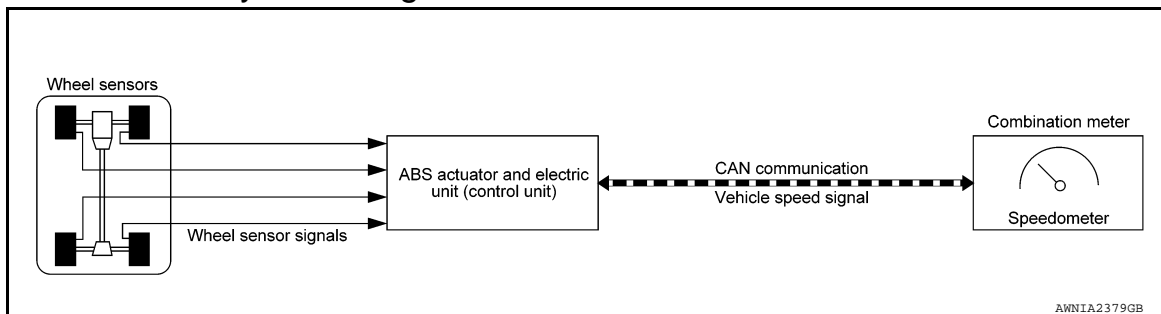 Wheel sensors
Wheel sensor signals
ABS actuator and electric
unit (control unit)
CAN communication
Vehicle speed signal
Combination meter
Speedometer
AWNIA2379GB